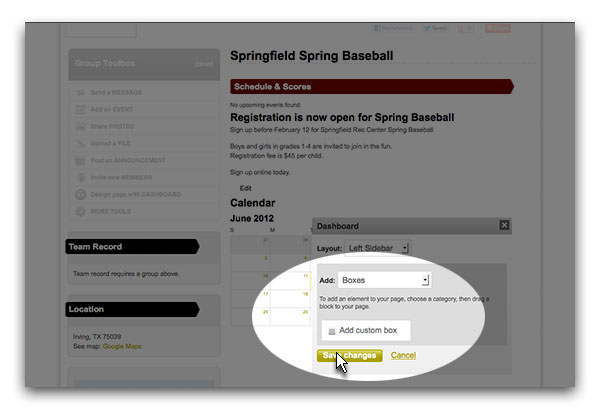 Recommend
Tweet
Share
Group Toolbox [close]
Send a MESSAGE
Add an EVENT
Share PHOTOS
Upload a FILE
Post an ANNOUNCEMENT
Invite new MEMBERS
Design page with DASHBOARD
MORE TOOLS
Team Record
Team record requires a group above.
Location
Irving, TX 75039
See map: Google Maps
Springfield Spring Baseball
Schedule & Scores
No upcoming events found.
Registration is now open for Spring Baseball
Sign up before February 12 for Springfield Rec Center Spring Baseball
Boys and girls in grades 1-4 are invited to join in the fun.
Registration fee is $45 per child.
Sign up online today.
Edit
Calendar
June 2012
S M
27 28
3 4
10 11
17 18
24 25
Dashboard
Layout: Left Sidebar
Add: Boxes
To add an element to your page, choose a category, then drag a
block to your page.
Add custom box
Save changes Cancel